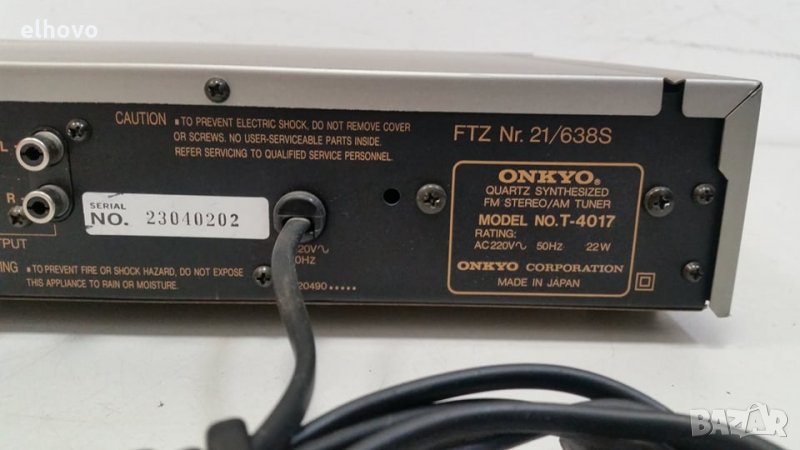 elhovo
CAUTION ▪TO PREVENT ELECTRIC SHOCK, DO NOT REMOVE COVER
OR SCREWS. NO USER-SERVICEABLE PARTS INSIDE.
REFER SERVICING TO QUALIFIED SERVICE PERSONNEL.
FTZ Nr. 21/638S
L
R
SERIAL
NO. 23040202
ONKYO®
QUARTZ SYNTHESIZED
FM STEREO/AM TUNER
MODEL NO.T-4017
RATING:
AC220V~ 50Hz 22W
ONKYO CORPORATION
MADE IN JAPAN
▪TO PREVENT FIRE OR SHOCK HAZARD, DO NOT EXPOSE
THIS APPLIANCE TO RAIN OR MOISTURE.
BAZAR